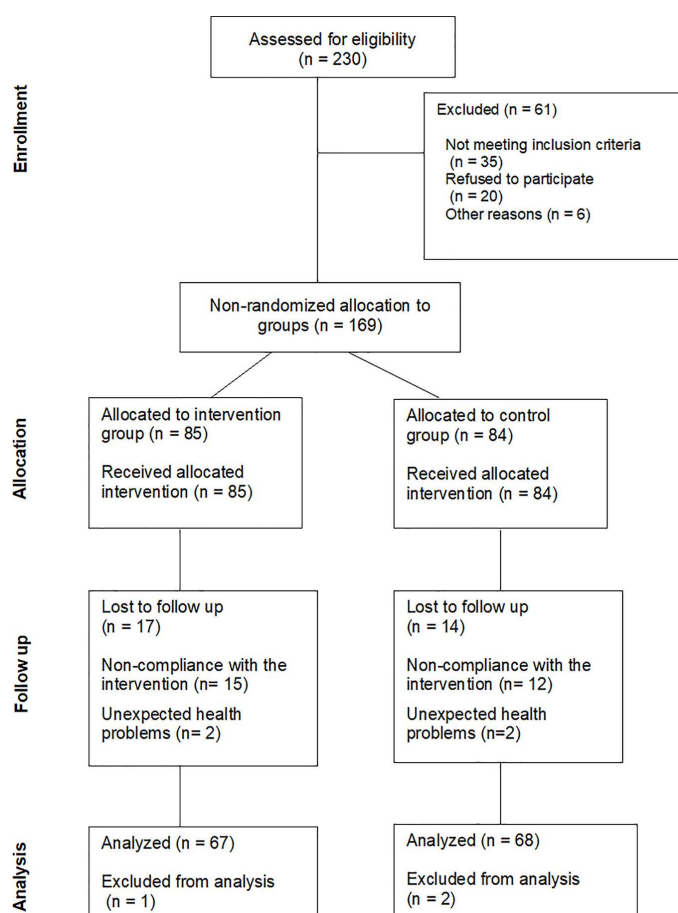 Assessed for eligibility
(n = 230)
Enrollment
Excluded (n = 61)
Not meeting inclusion criteria
(n = 35)
Refused to participate
(n = 20)
Other reasons (n = 6)
Non-randomized allocation to
groups (n = 169)
Allocation
Allocated to intervention
group (n = 85)
Received allocated
intervention (n = 85)
Allocated to control
group (n = 84)
Received allocated
intervention (n = 84)
Follow up
Lost to follow up
(n = 17)
Non-compliance with the
intervention (n= 15)
Unexpected health
problems (n= 2)
Lost to follow up
(n = 14)
Non-compliance with the
intervention (n= 12)
Unexpected health
problems (n=2)
Analysis
Analyzed (n = 67)
Excluded from analysis
(n = 1)
Analyzed (n = 68)
Excluded from analysis
(n = 2)